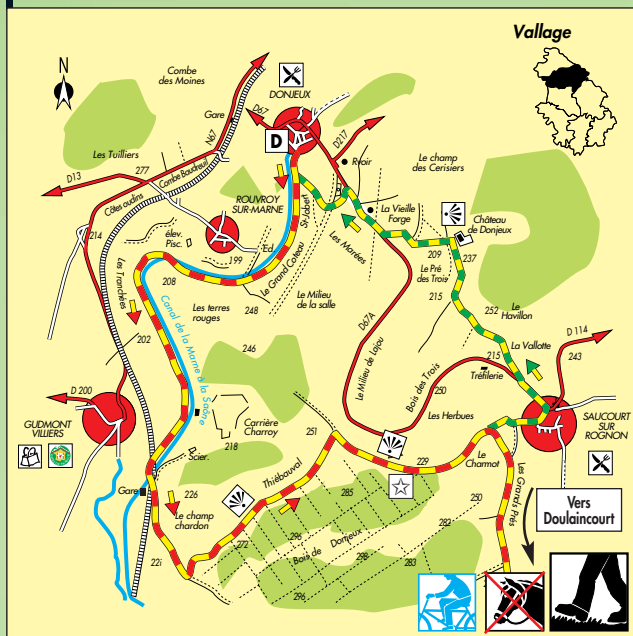 Vallage
N
Combe
des Moines
DONJEUX
Gare
N67
D67
D
D217
Les Tuilliers
277
Combe Baudreuil
Rvoir
Le champ
des Cerisiers
D13
Côtes oudins
ROUVROY
SUR-MARNE
St-Jabet
La Vieille
Forge
Château
de Donjeux
214
élev.
Pisc.
Ed.
199
Le Grand Coteau
Les Marées
209
237
Le Pré
des Trois
Les Tranchées
208
Les terres
rouges
248
Le Milieu
de la salle
215
252
Le
Havillon
202
Canal de la Marne à la Saône
D67A
246
Le Milieu de Lajou
La Vallotte
D 114
215
243
Tréfilerie
Bois des Trois
250
D 200
GUDMONT
VILLIERS
Carrière
Charroy
218
251
Les Herbues
SAUCOURT
SUR
ROGNON
Scier.
Thiébauval
229
Le
Charmot
Les Grands Prés
Gare
226
Le champ
chardon
285
250
Vers
Doulaincourt
272
296
Bois de Donjeux
282
221
298
283
296